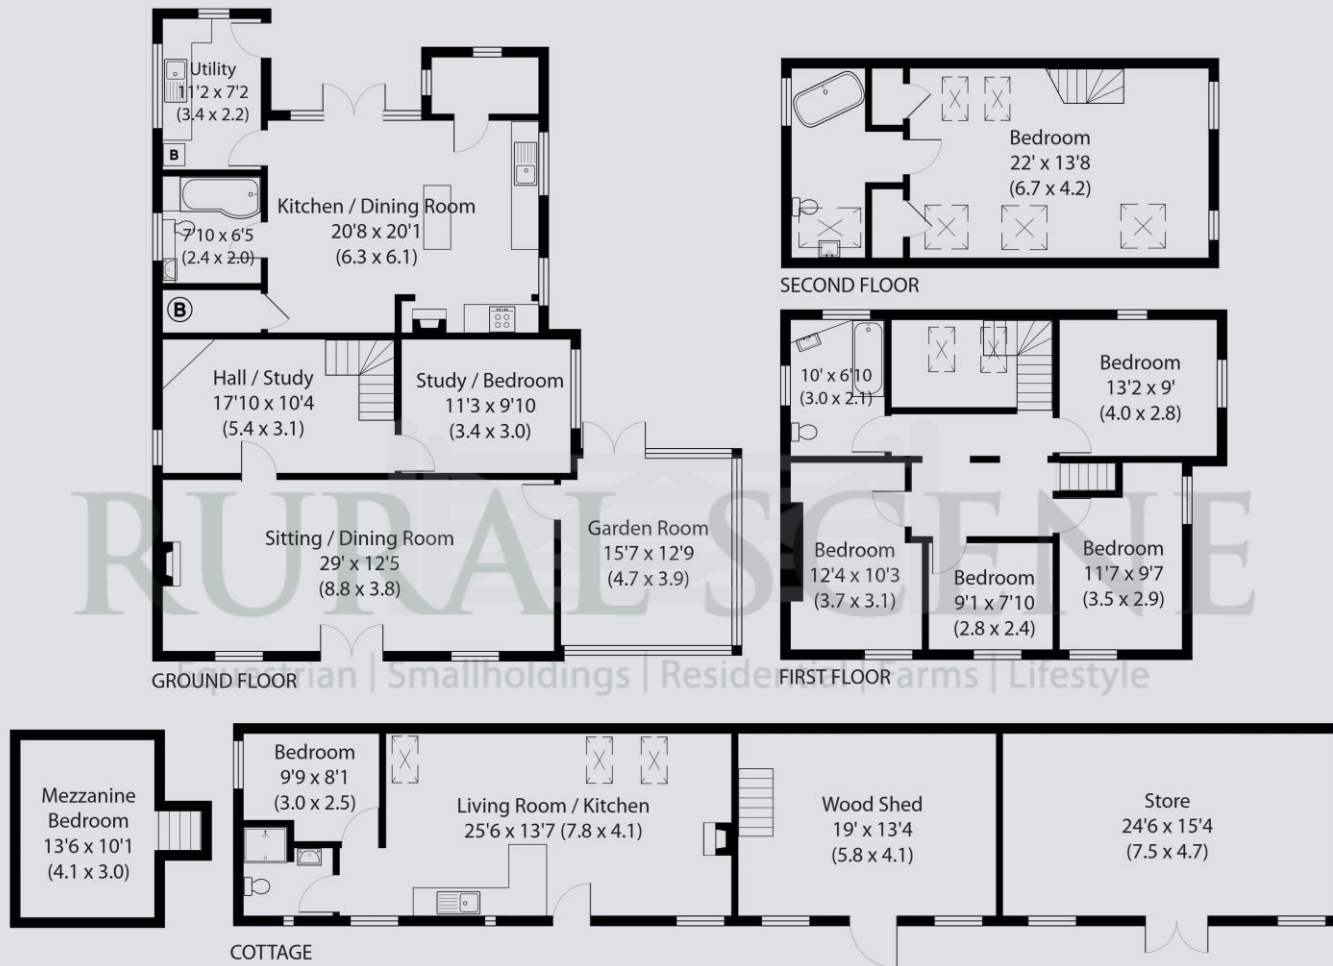 Utility
11'2 x 7'2
(3.4 x 2.2)
B
Kitchen / Dining Room
20'8 x 20'1
(6.3 x 6.1)
7'10 x 6'5
(2.4 x 2.0)
B
Hall / Study
17'10 x 10'4
(5.4 x 3.1)
Study / Bedroom
11'3 x 9'10
(3.4 x 3.0)
Sitting / Dining Room
29' x 12'5
(8.8 x 3.8)
Garden Room
15'7 x 12'9
(4.7 x 3.9)
GROUND FLOOR
Bedroom
22' x 13'8
(6.7 x 4.2)
SECOND FLOOR
10' x 6'10
(3.0 x 2.1)
Bedroom
13'2 x 9'
(4.0 x 2.8)
Bedroom
12'4 x 10'3
(3.7 x 3.1)
Bedroom
9'1 x 7'10
(2.8 x 2.4)
Bedroom
11'7 x 9'7
(3.5 x 2.9)
FIRST FLOOR
RURAL SCENE
Equestrian | Smallholdings | Residential | Farms | Lifestyle
Mezzanine
Bedroom
13'6 x 10'1
(4.1 x 3.0)
Bedroom
9'9 x 8'1
(3.0 x 2.5)
Living Room / Kitchen
25'6 x 13'7 (7.8 x 4.1)
Wood Shed
19' x 13'4
(5.8 x 4.1)
Store
24'6 x 15'4
(7.5 x 4.7)
COTTAGE